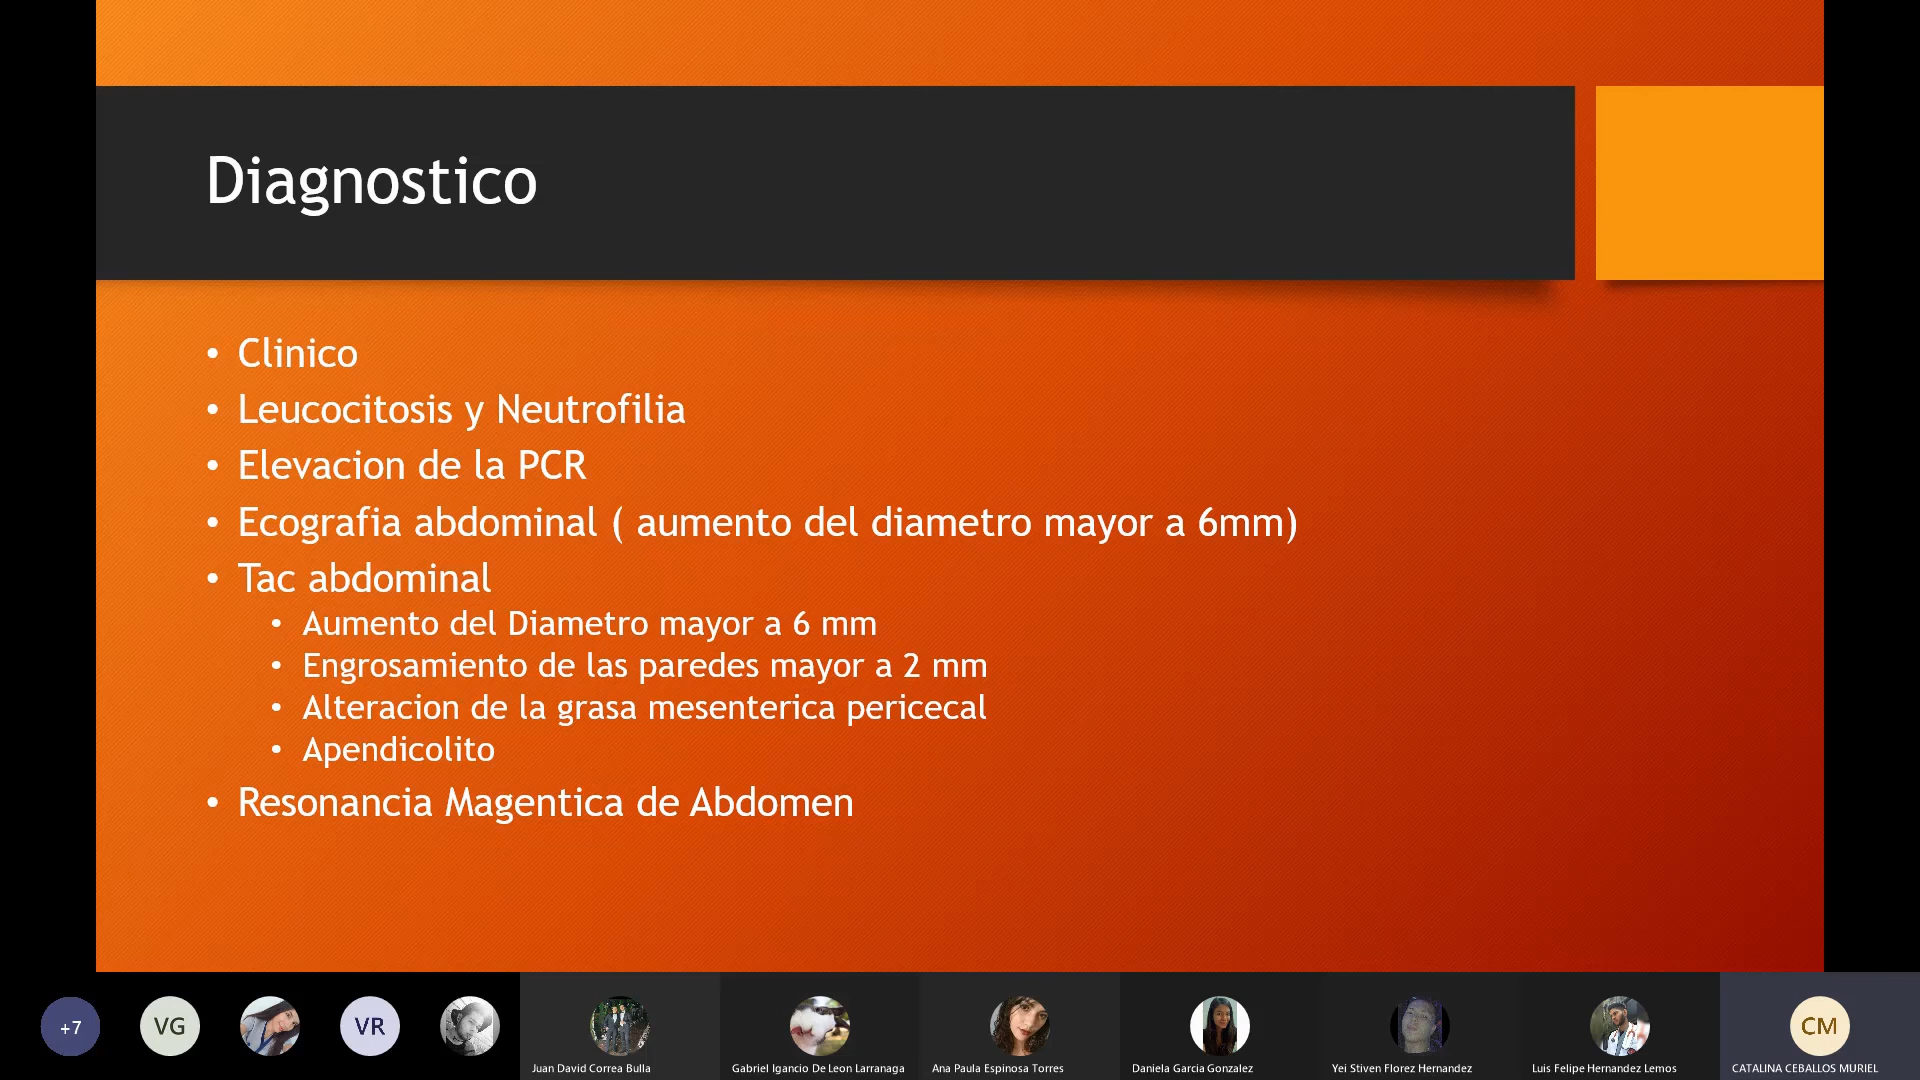 Diagnostico
• Clinico
• Leucocitosis y Neutrofilia
• Elevacion de la PCR
• Ecografia abdominal ( aumento del diametro mayor a 6mm)
• Tac abdominal
• Aumento del Diametro mayor a 6 mm
• Engrosamiento de las paredes mayor a 2 mm
• Alteracion de la grasa mesenterica pericecal
• Apendicolito
• Resonancia Magentica de Abdomen
+7
VG
VR
CM
Juan David Correa Bulla
Gabriel Igancio De Leon Larranaga
Ana Paula Espinosa Torres
Daniela Garcia Gonzalez
Yei Stiven Florez Hernandez
Luis Felipe Hernandez Lemos
CATALINA CEBALLOS MURIEL